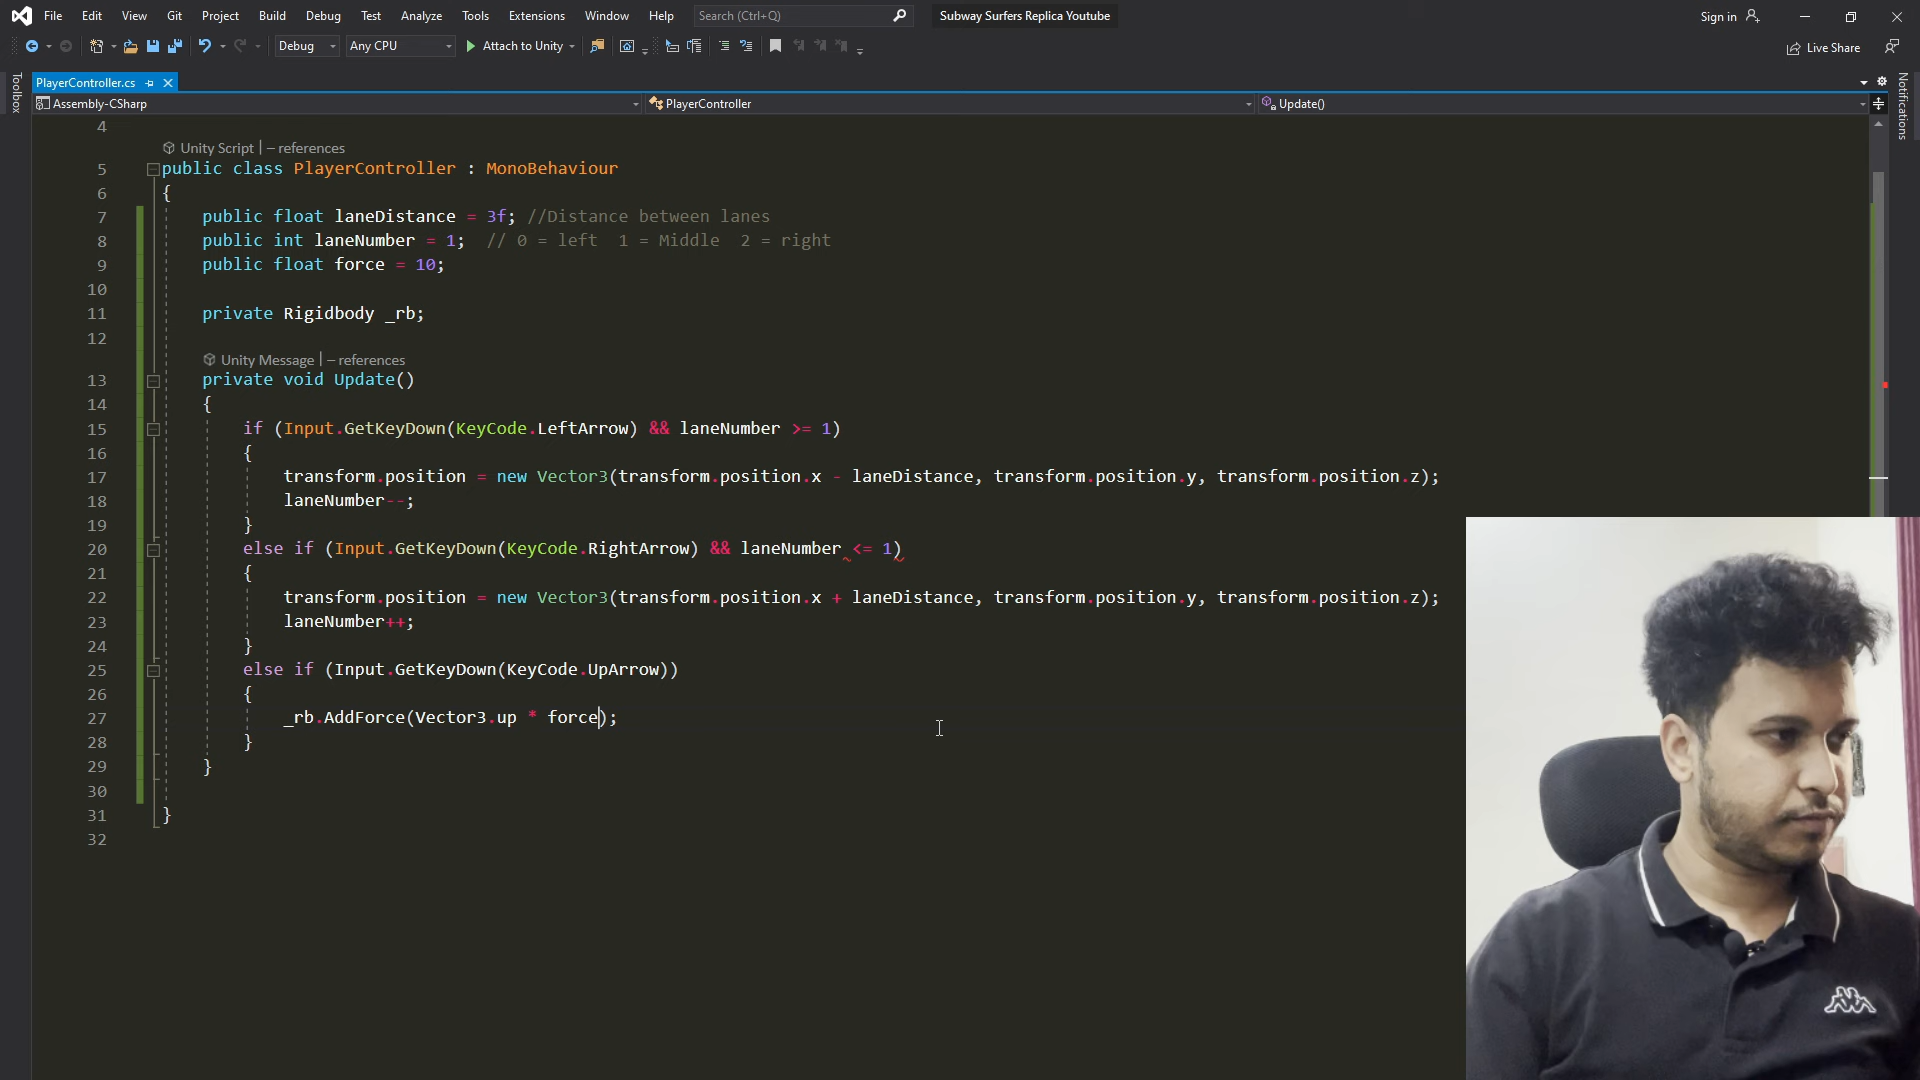 File Edit View Git Project Build Debug Test Analyze Tools Extensions Window Help Search (Ctrl+Q) Subway Surfers Replica Youtube Sign in
Debug Any CPU Attach to Unity Live Share
Toolbox
PlayerController.cs
Notifications
Assembly-CSharp PlayerController Update()
4
Unity Script | – references
5 public class PlayerController : MonoBehaviour
6 {
7 public float laneDistance = 3f; //Distance between lanes
8 public int laneNumber = 1; // 0 = left 1 = Middle 2 = right
9 public float force = 10;
10
11 private Rigidbody _rb;
12
Unity Message | – references
13 private void Update()
14 {
15 if (Input.GetKeyDown(KeyCode.LeftArrow) && laneNumber >= 1)
16 {
17 transform.position = new Vector3(transform.position.x - laneDistance, transform.position.y, transform.position.z);
18 laneNumber--;
19 }
20 else if (Input.GetKeyDown(KeyCode.RightArrow) && laneNumber <= 1)
21 {
22 transform.position = new Vector3(transform.position.x + laneDistance, transform.position.y, transform.position.z);
23 laneNumber++;
24 }
25 else if (Input.GetKeyDown(KeyCode.UpArrow))
26 {
27 _rb.AddForce(Vector3.up * force);
28 }
29 }
30
31 }
32